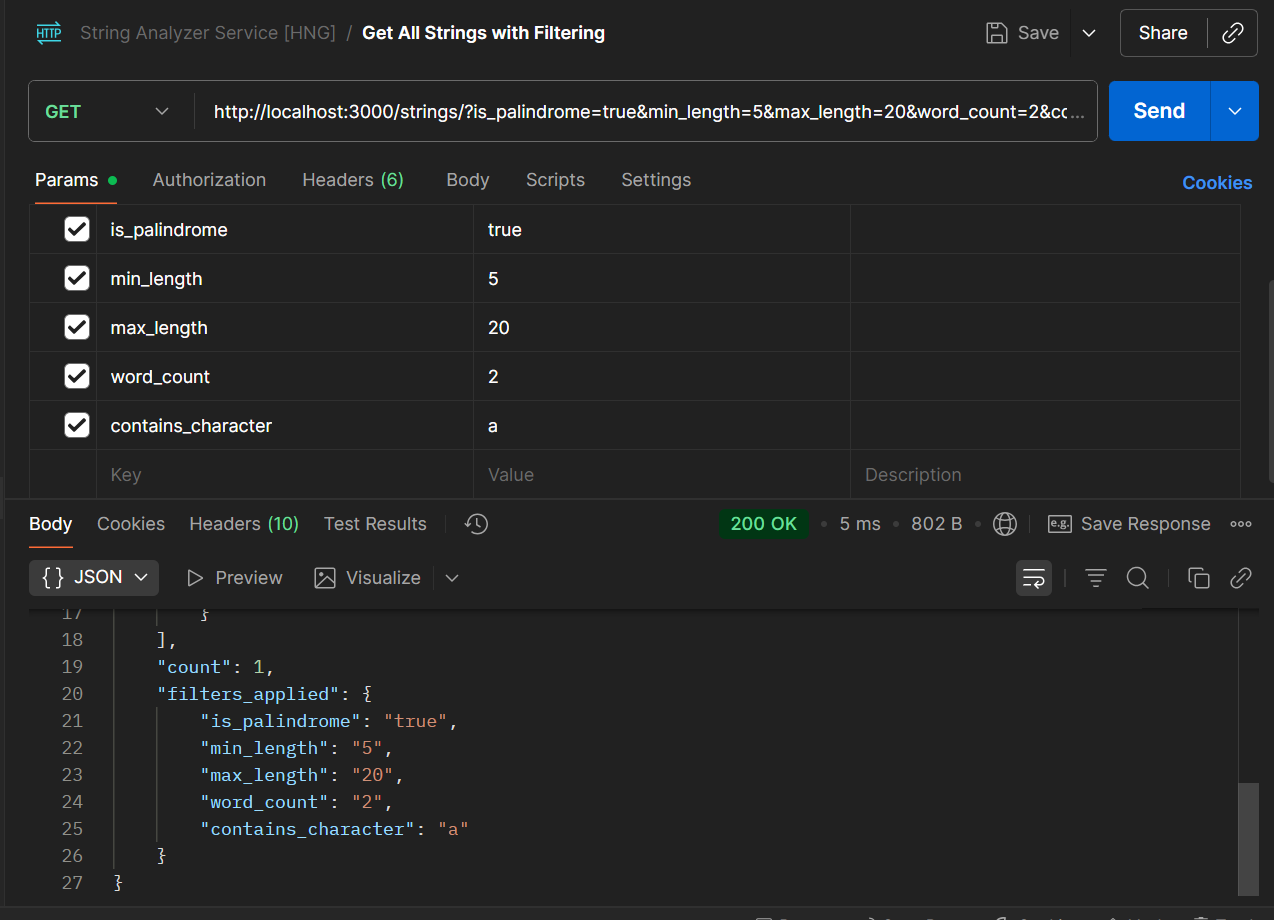 HTTP String Analyzer Service [HNG] / Get All Strings with Filtering Save Share
GET http://localhost:3000/strings/?is_palindrome=true&min_length=5&max_length=20&word_count=2&cc... Send
Params Authorization Headers (6) Body Scripts Settings Cookies
is_palindrome true
min_length 5
max_length 20
word_count 2
contains_character a
Key Value Description
Body Cookies Headers (10) Test Results 200 OK • 5 ms • 802 B • e.g. Save Response
{} JSON Preview Visualize
17 }
18 ],
19 "count": 1,
20 "filters_applied": {
21 "is_palindrome": "true",
22 "min_length": "5",
23 "max_length": "20",
24 "word_count": "2",
25 "contains_character": "a"
26 }
27 }